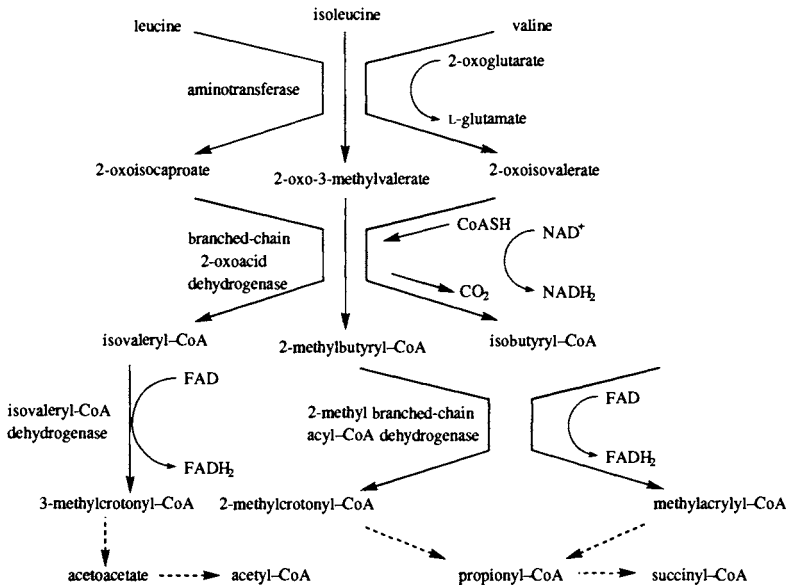 leucine
isoleucine
valine
2-oxoglutarate
aminotransferase
L-glutamate
2-oxoisocaproate
2-oxo-3-methylvalerate
2-oxoisovalerate
branched-chain
2-oxoacid
dehydrogenase
CoASH
NAD+
CO2
NADH2
isovaleryl–CoA
2-methylbutyryl–CoA
isobutyryl–CoA
isovaleryl-CoA
dehydrogenase
FAD
FADH2
2-methyl branched-chain
acyl–CoA dehydrogenase
FAD
FADH2
3-methylcrotonyl–CoA
2-methylcrotonyl–CoA
methylacrylyl–CoA
acetoacetate
acetyl–CoA
propionyl–CoA
succinyl–CoA